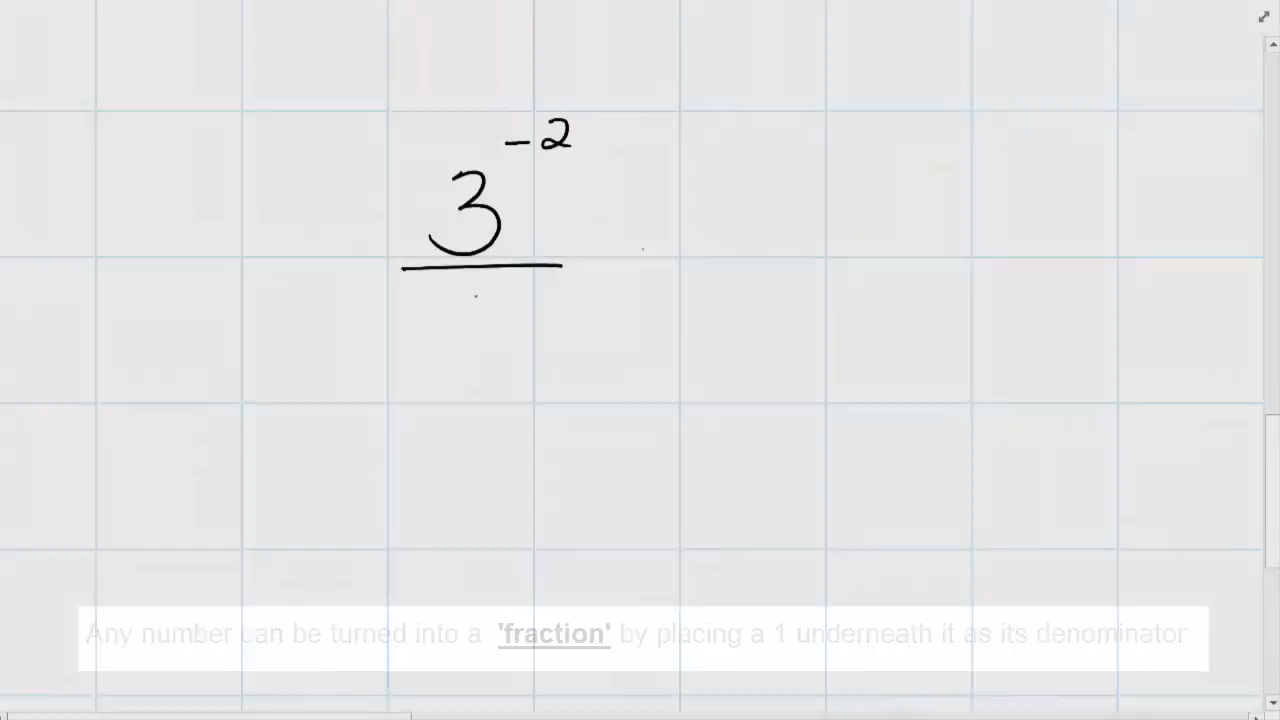 3⁻²
Any number can be turned into a 'fraction' by placing a 1 underneath it as its denominator.